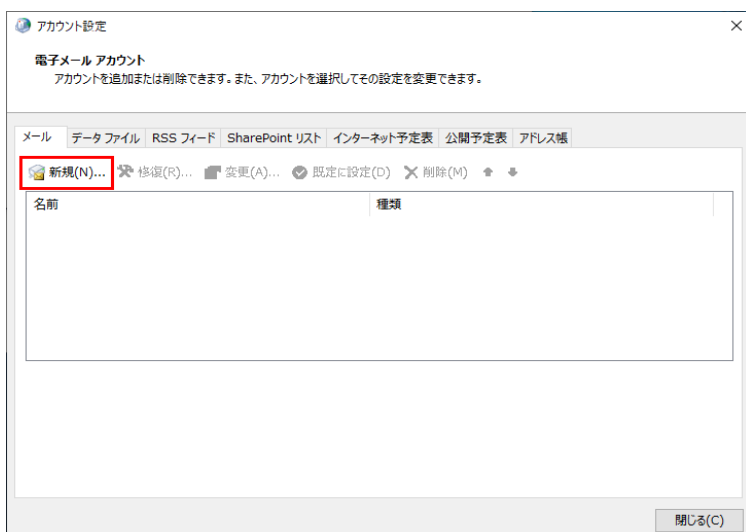 アカウント設定
電子メール アカウント
アカウントを追加または削除できます。また、アカウントを選択してその設定を変更できます。
メール データ ファイル RSS フィード SharePoint リスト インターネット予定表 公開予定表 アドレス帳
新規(N)... 修復(R)... 変更(A)... 既定に設定(D) 削除(M)
名前 種類
閉じる(C)